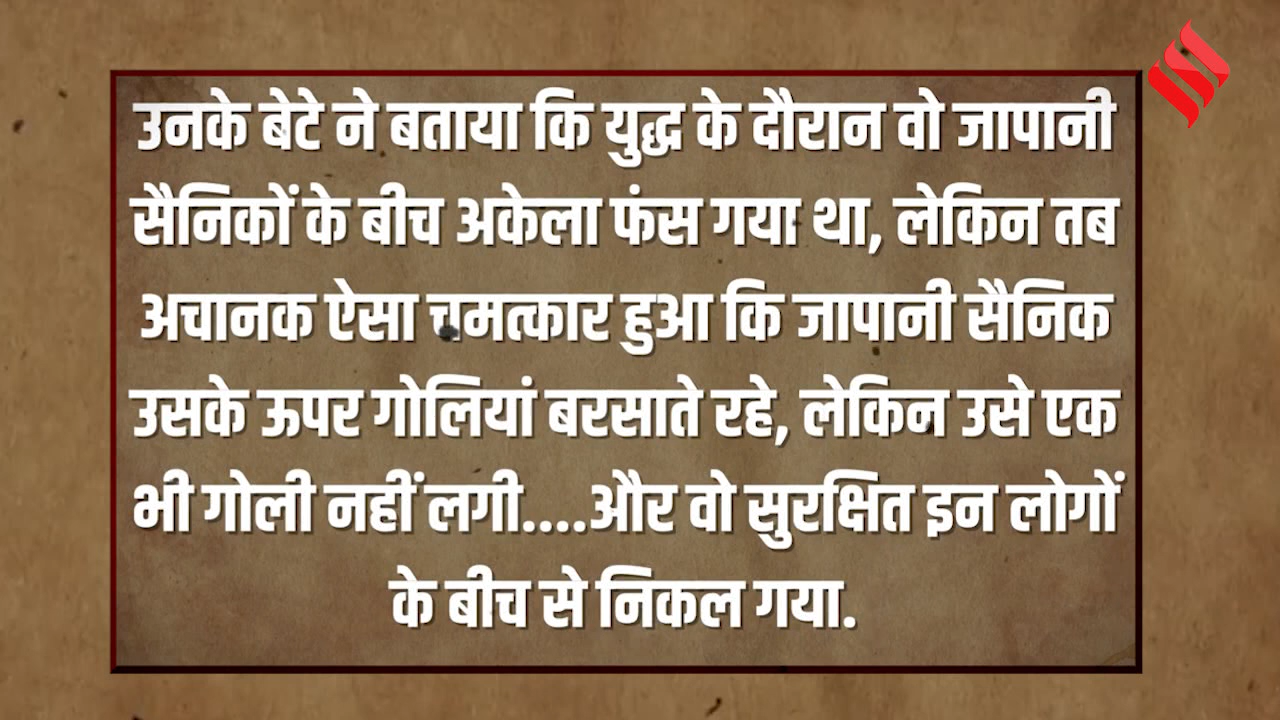 उनके बेटे ने बताया कि युद्ध के दौरान वो जापानी
सैनिकों के बीच अकेला फंस गया था, लेकिन तब
अचानक ऐसा चमत्कार हुआ कि जापानी सैनिक
उसके ऊपर गोलियां बरसाते रहे, लेकिन उसे एक
भी गोली नहीं लगी....और वो सुरक्षित इन लोगों
के बीच से निकल गया.